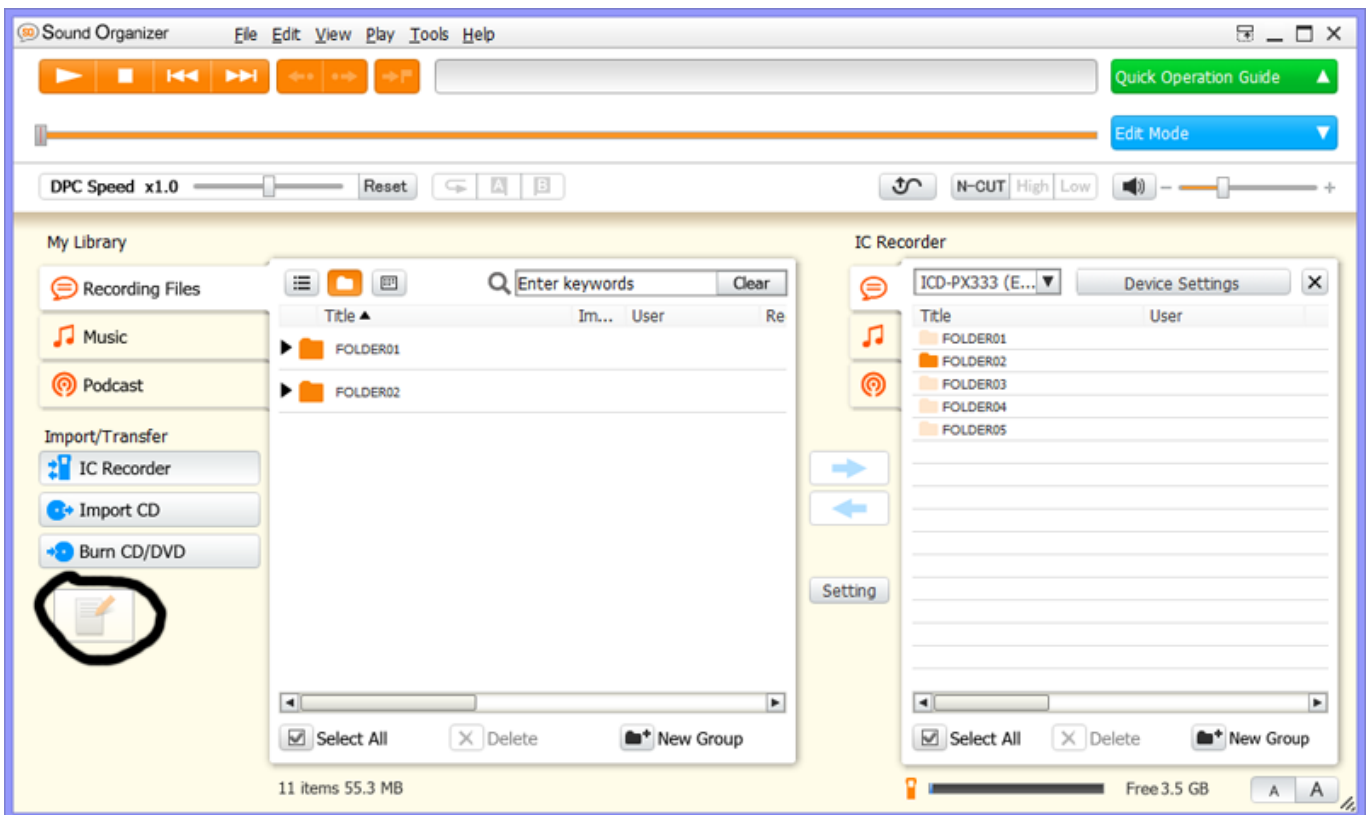 Sound Organizer File Edit View Play Tools Help
Quick Operation Guide
Edit Mode
DPC Speed x1.0 Reset A B N-CUT High Low - +
My Library
Recording Files
Music
Podcast
Import/Transfer
IC Recorder
Import CD
Burn CD/DVD
Enter keywords Clear
Title Im... User Re
FOLDER01
FOLDER02
Select All Delete New Group
11 items 55.3 MB
Setting
IC Recorder
ICD-PX333 (E... Device Settings
Title User
FOLDER01
FOLDER02
FOLDER03
FOLDER04
FOLDER05
Select All Delete New Group
Free 3.5 GB A A